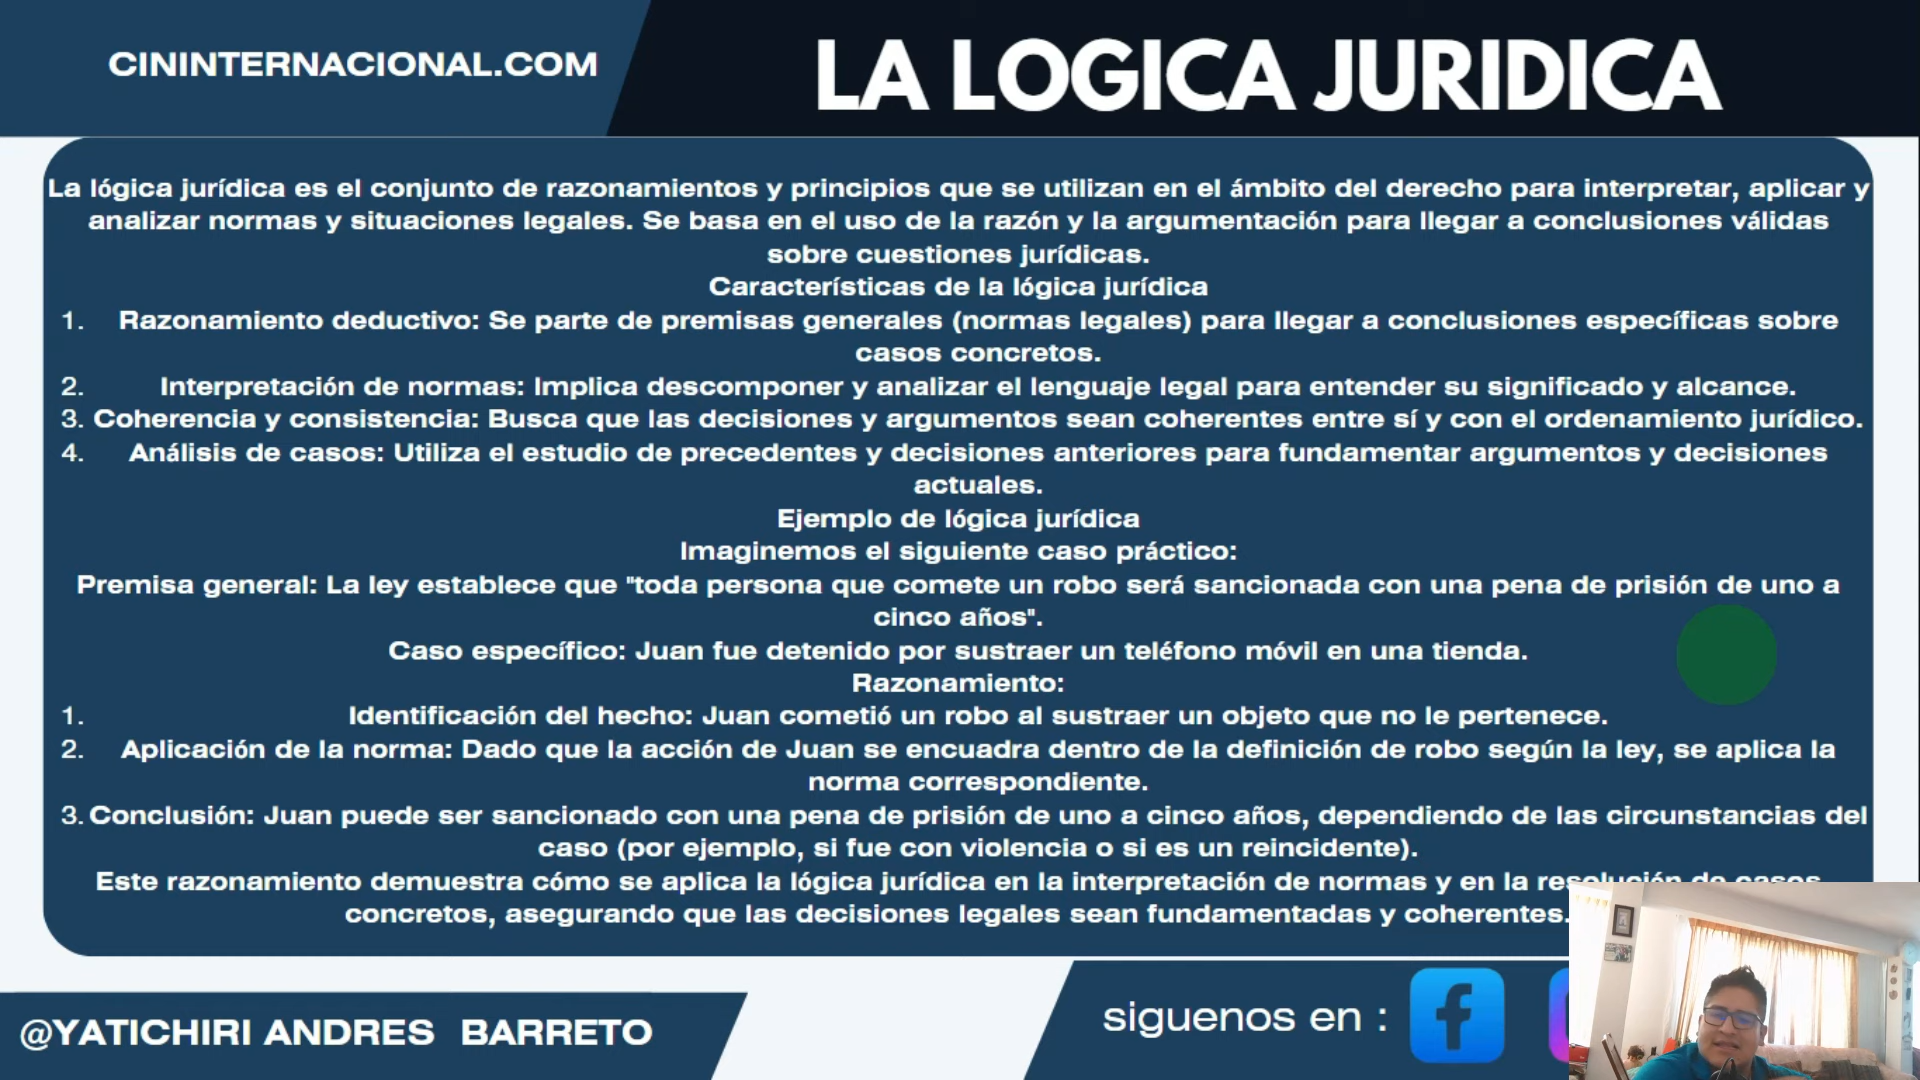 CININTERNACIONAL.COM
LA LOGICA JURIDICA
La lógica jurídica es el conjunto de razonamientos y principios que se utilizan en el ámbito del derecho para interpretar, aplicar y
analizar normas y situaciones legales. Se basa en el uso de la razón y la argumentación para llegar a conclusiones válidas
sobre cuestiones jurídicas.
Características de la lógica jurídica
1. Razonamiento deductivo: Se parte de premisas generales (normas legales) para llegar a conclusiones específicas sobre
casos concretos.
2. Interpretación de normas: Implica descomponer y analizar el lenguaje legal para entender su significado y alcance.
3. Coherencia y consistencia: Busca que las decisiones y argumentos sean coherentes entre sí y con el ordenamiento jurídico.
4. Análisis de casos: Utiliza el estudio de precedentes y decisiones anteriores para fundamentar argumentos y decisiones
actuales.
Ejemplo de lógica jurídica
Imaginemos el siguiente caso práctico:
Premisa general: La ley establece que "toda persona que comete un robo será sancionada con una pena de prisión de uno a
cinco años".
Caso específico: Juan fue detenido por sustraer un teléfono móvil en una tienda.
Razonamiento:
1. Identificación del hecho: Juan cometió un robo al sustraer un objeto que no le pertenece.
2. Aplicación de la norma: Dado que la acción de Juan se encuadra dentro de la definición de robo según la ley, se aplica la
norma correspondiente.
3. Conclusión: Juan puede ser sancionado con una pena de prisión de uno a cinco años, dependiendo de las circunstancias del
caso (por ejemplo, si fue con violencia o si es un reincidente).
Este razonamiento demuestra cómo se aplica la lógica jurídica en la interpretación de normas y en la resolución de casos
concretos, asegurando que las decisiones legales sean fundamentadas y coherentes.
@YATICHIRI ANDRES BARRETO
siguenos en :